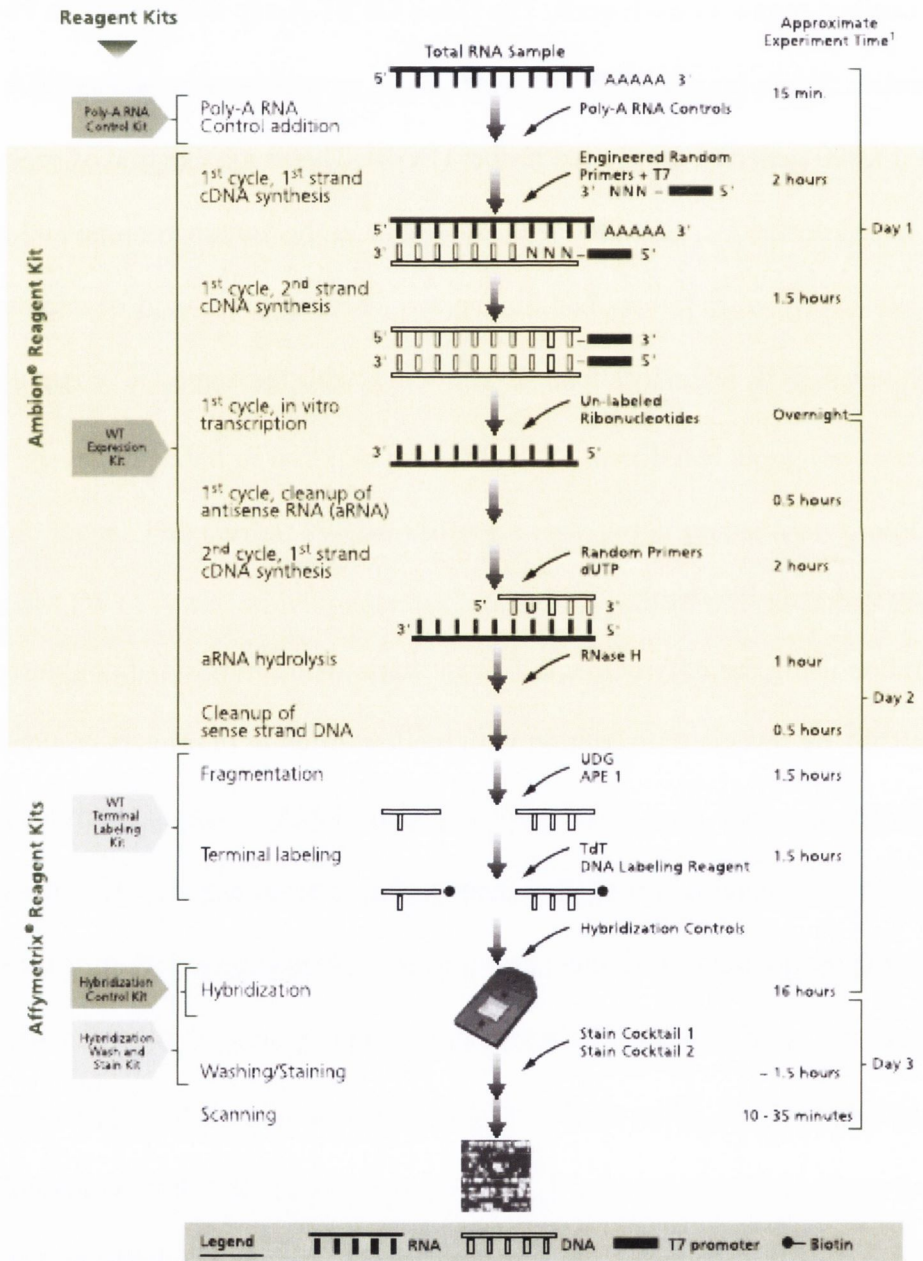 Reagent Kits
Approximate
Experiment Time1
Total RNA Sample
5' AAAAA 3'
15 min.
Poly-A RNA
Control Kit
Poly-A RNA
Control addition
Poly-A RNA Controls
Engineered Random
Primers + T7
3' NNN – 5'
1st cycle, 1st strand
cDNA synthesis
2 hours
Day 1
5' AAAAA 3'
3' N N N – 5'
1st cycle, 2nd strand
cDNA synthesis
1.5 hours
5' 3'
3' 5'
Ambion® Reagent Kit
WT
Expression
Kit
1st cycle, in vitro
transcription
Un-labeled
Ribonucleotides
Overnight
3' 5'
1st cycle, cleanup of
antisense RNA (aRNA)
0.5 hours
2nd cycle, 1st strand
cDNA synthesis
Random Primers
dUTP
2 hours
5' U 3'
3' 5'
aRNA hydrolysis
RNase H
1 hour
Day 2
Cleanup of
sense strand DNA
0.5 hours
Affymetrix® Reagent Kits
WT
Terminal
Labeling
Kit
Fragmentation
UDG
APE 1
1.5 hours
Terminal labeling
TdT
DNA Labeling Reagent
1.5 hours
Hybridization Controls
Hybridization
Control Kit
Hybridization
16 hours
Hybridization
Wash and
Stain Kit
Stain Cocktail 1
Stain Cocktail 2
Washing/Staining
~ 1.5 hours
Day 3
Scanning
10 - 35 minutes
Legend RNA DNA T7 promoter Biotin